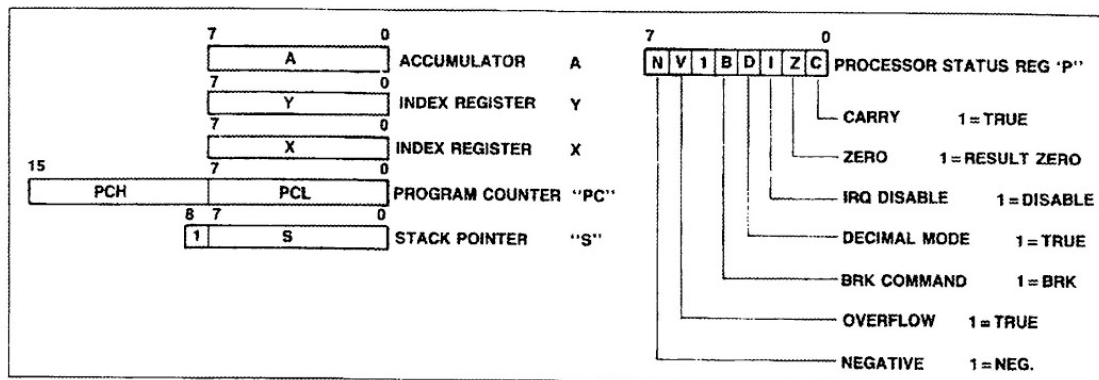 7 0
A ACCUMULATOR A
7 0
Y INDEX REGISTER Y
7 0
X INDEX REGISTER X
15 7 0
PCH PCL PROGRAM COUNTER "PC"
8 7 0
1 S STACK POINTER "S"
7 0
N V 1 B D I Z C PROCESSOR STATUS REG 'P"
CARRY 1 = TRUE
ZERO 1 = RESULT ZERO
IRQ DISABLE 1 = DISABLE
DECIMAL MODE 1 = TRUE
BRK COMMAND 1 = BRK
OVERFLOW 1 = TRUE
NEGATIVE 1 = NEG.